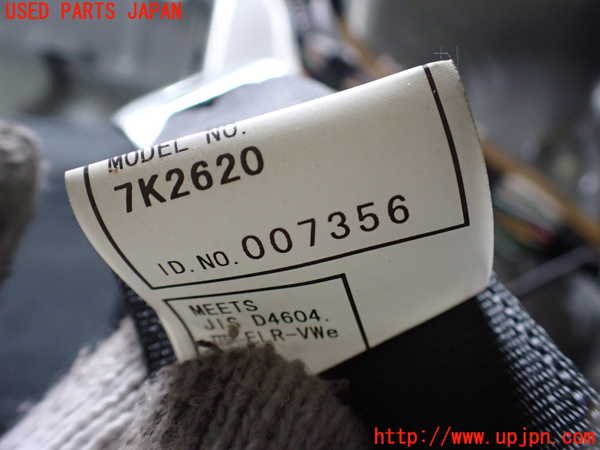 USED PARTS JAPAN
MODEL NO.
7K2620
ID.NO. 007356
MEETS
JIS D4604.
ELR-VWe
http://www.upjpn.com/